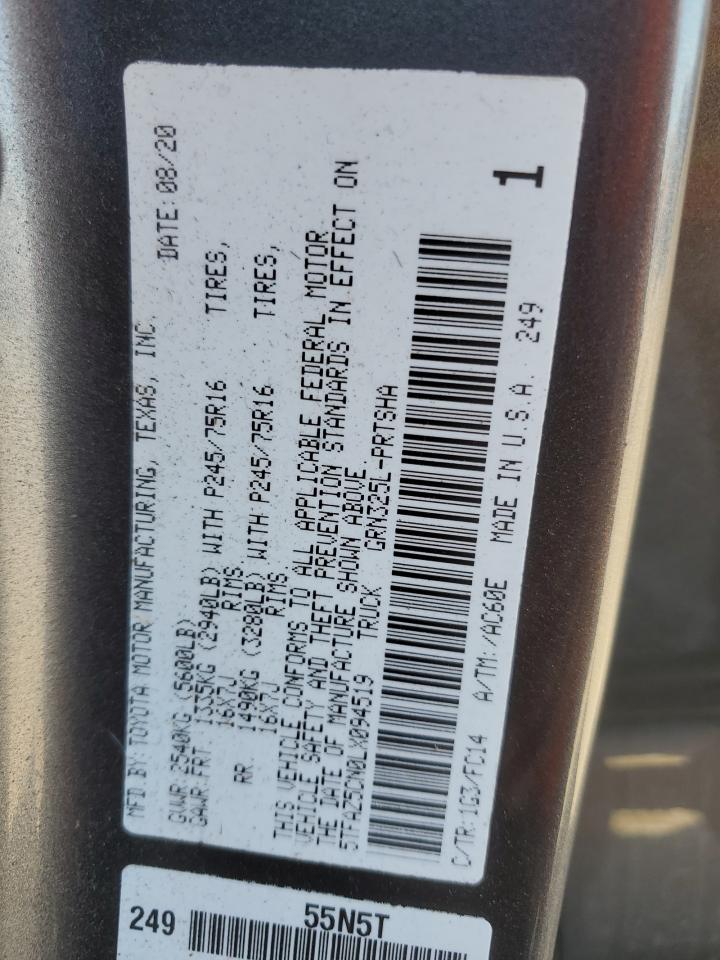 MFD BY: TOYOTA MOTOR MANUFACTURING, TEXAS, INC.
DATE: 08/20
GVWR: 2540KG (5600LB)
GAWR: FRT. 1335KG (2940LB) WITH P245/75R16 TIRES,
16X7J RIMS
RR. 1490KG (3280LB) WITH P245/75R16 TIRES,
16X7J RIMS
THIS VEHICLE CONFORMS TO ALL APPLICABLE FEDERAL MOTOR
VEHICLE SAFETY AND THEFT PREVENTION STANDARDS IN EFFECT ON
THE DATE OF MANUFACTURE SHOWN ABOVE.
5TFAZ5CN0LX094519 TRUCK GRN325L-PRTSHA
C/TR: 1G3/FC14 A/TM: /AC60E MADE IN U.S.A. 249
1
249 55N5T